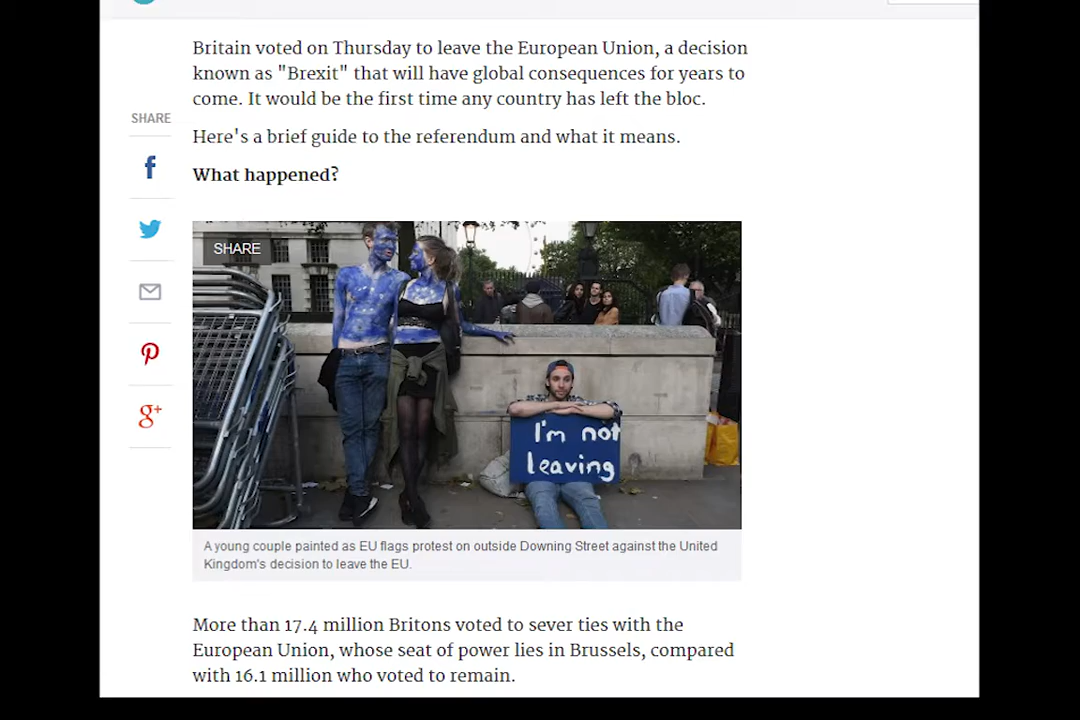 Britain voted on Thursday to leave the European Union, a decision
known as "Brexit" that will have global consequences for years to
come. It would be the first time any country has left the bloc.
SHARE
Here's a brief guide to the referendum and what it means.
What happened?
SHARE
I'm not
leaving
A young couple painted as EU flags protest on outside Downing Street against the United
Kingdom's decision to leave the EU.
More than 17.4 million Britons voted to sever ties with the
European Union, whose seat of power lies in Brussels, compared
with 16.1 million who voted to remain.